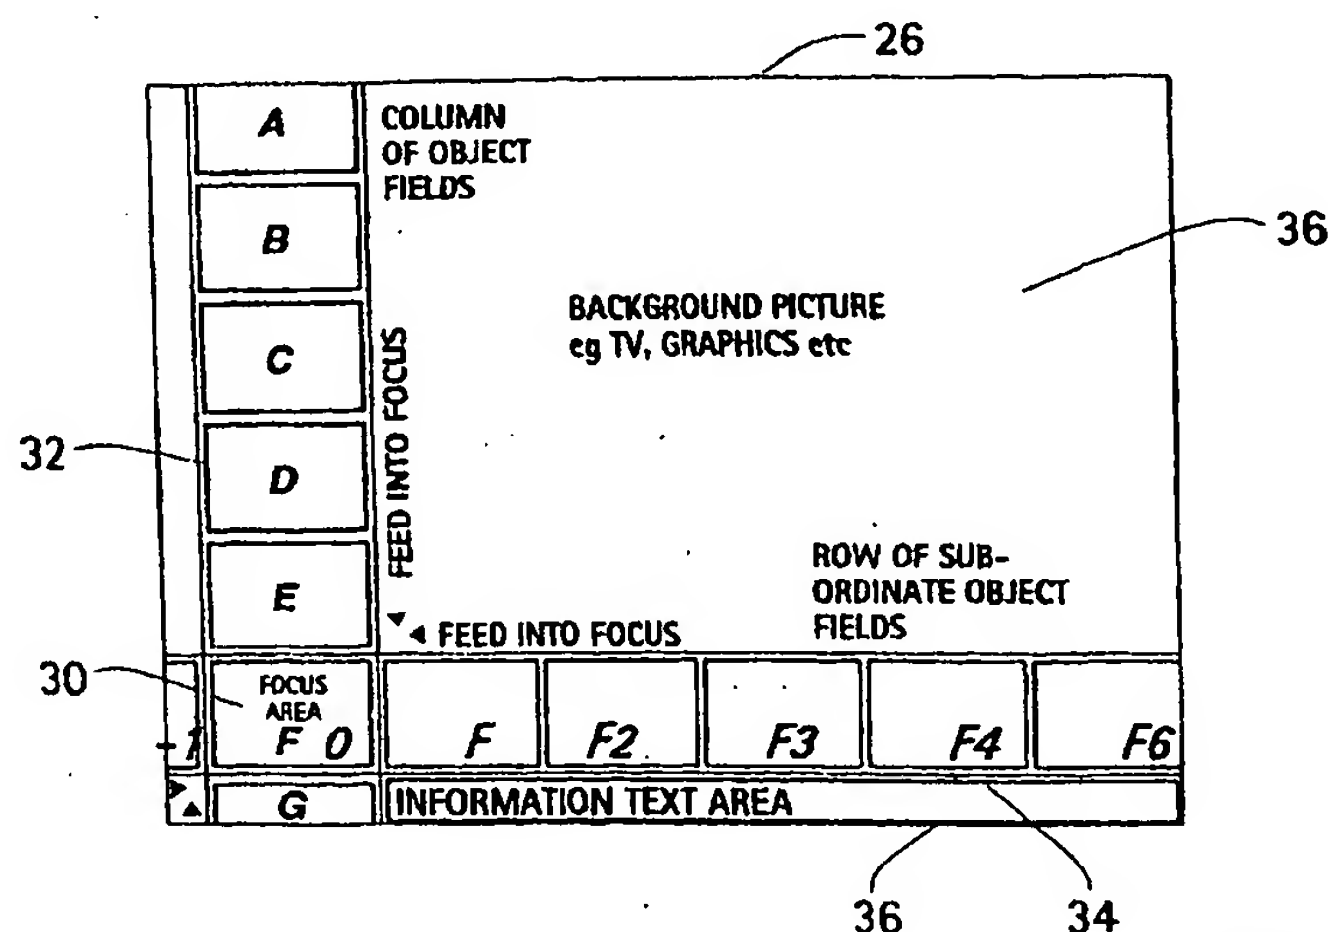 26
A
COLUMN
OF OBJECT
FIELDS
B
36
BACKGROUND PICTURE
eg TV, GRAPHICS etc
C
FEED INTO FOCUS
32
D
E
ROW OF SUB-
ORDINATE OBJECT
FIELDS
FEED INTO FOCUS
30
FOCUS
AREA
-1 F 0 F F2 F3 F4 F6
G
INFORMATION TEXT AREA
36 34